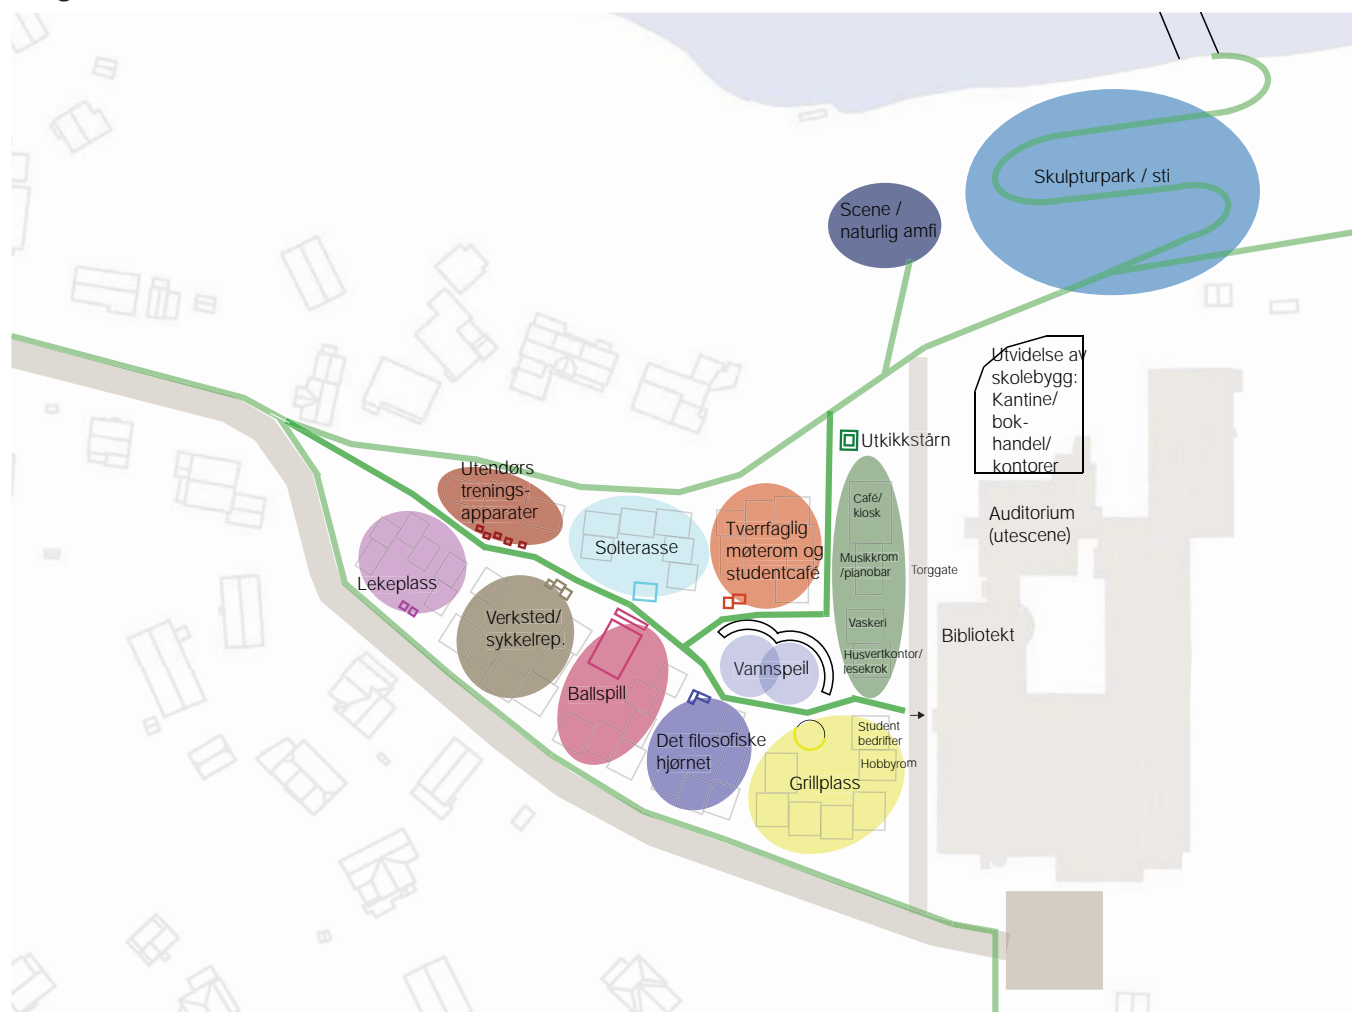 Skulpturpark / sti
Scene /
naturlig amfi
Utvidelse av
skolebygg:
Kantine/
bok-
handel/
kontorer
Utkikkstårn
Utendørs
trenings-
apparater
Café/
kiosk
Auditorium
(utescene)
Tverrfaglig
møterom og
studentcafé
Solterasse
Musikkrom
/pianobar
Torggate
Lekeplass
Verksted/
sykkelrep.
Vaskeri
Bibliotekt
Husvertkontor/
lesekrok
Vannspeil
Ballspill
Student
bedrifter
Det filosofiske
hjørnet
Hobbyrom
Grillplass